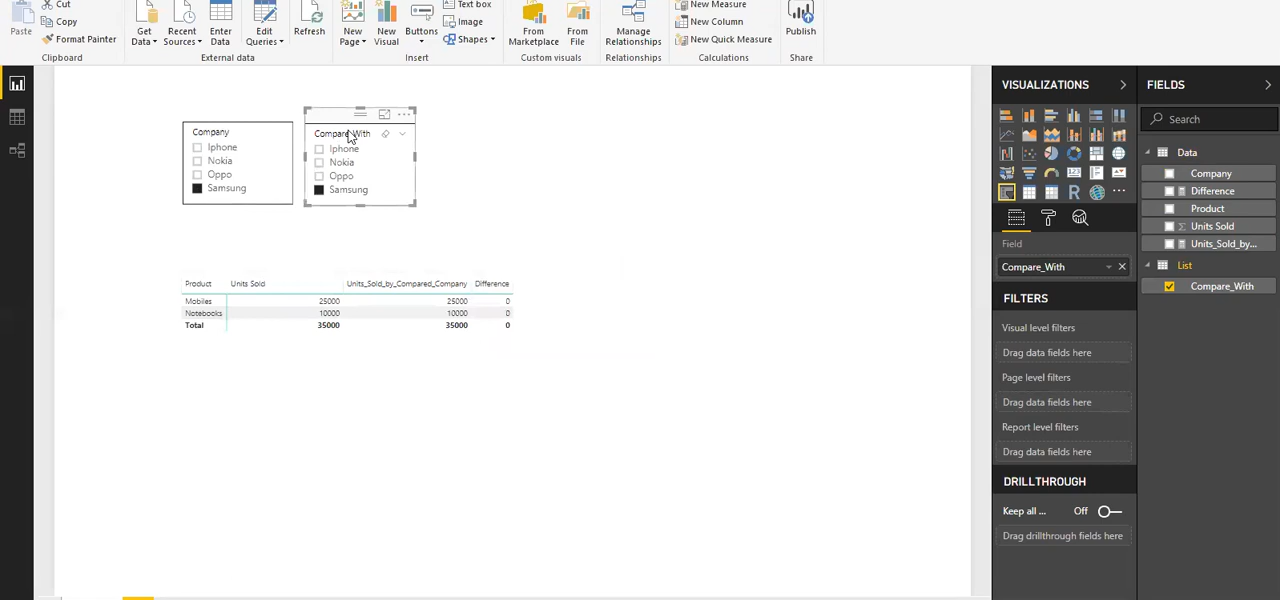 Cut
Copy
Format Painter
Paste
Clipboard
Get Data
Recent Sources
Enter Data
Edit Queries
Refresh
External data
New Page
New Visual
Buttons
Text box
Image
Shapes
Insert
From Marketplace
From File
Custom visuals
Manage Relationships
Relationships
New Measure
New Column
New Quick Measure
Calculations
Publish
Share
Company
Iphone
Nokia
Oppo
Samsung
Compare_With
Iphone
Nokia
Oppo
Samsung
Product Units Sold Units_Sold_by_Compared_Company Difference
Mobiles 25000 25000 0
Notebooks 10000 10000 0
Total 35000 35000 0
VISUALIZATIONS
R
Field
Compare_With
FILTERS
Visual level filters
Drag data fields here
Page level filters
Drag data fields here
Report level filters
Drag data fields here
DRILLTHROUGH
Keep all ... Off
Drag drillthrough fields here
FIELDS
Search
Data
Company
Difference
Product
Σ Units Sold
Units_Sold_by...
List
Compare_With